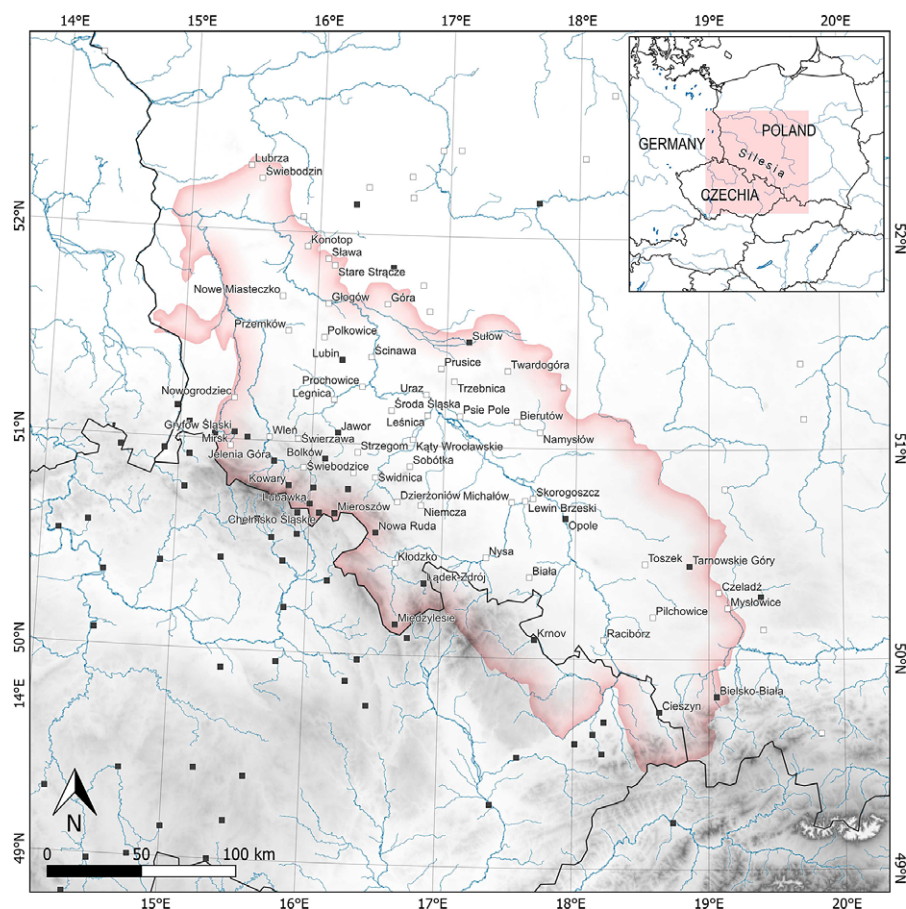 14°E 15°E 16°E 17°E 18°E 19°E 20°E
GERMANY
POLAND
Silesia
CZECHIA
52°N
52°N
Lubrza
Świebodzin
Konotop
Sława
Stare Strącze
Nowe Miasteczko
Głogów
Góra
Przemków
Polkowice
Sułów
Lubin
Ścinawa
Prusice
Twardogóra
Prochowice
Legnica
Uraz
Trzebnica
Nowogrodziec
Środa Śląska
Leśnica
Psie Pole
Bierutów
51°N
51°N
Gryfów Śląski
Mirsk
Wleń
Świerzawa
Jawor
Namysłów
Jelenia Góra
Bolków
Strzegom
Kąty Wrocławskie
Świebodzice
Sobótka
Kowary
Świdnica
Lubawka
Dzierżoniów
Michałów
Skorogoszcz
Mieroszów
Niemcza
Lewin Brzeski
Chełmsko Śląskie
Nowa Ruda
Opole
Kłodzko
Nysa
Toszek
Tarnowskie Góry
Lądek-Zdrój
Biała
Czeladź
Mysłowice
Międzylesie
Pilchowice
50°N
50°N
Krnov
Racibórz
14°E
Bielsko-Biała
Cieszyn
N
0 50 100 km
49°N
49°N
15°E 16°E 17°E 18°E 19°E 20°E